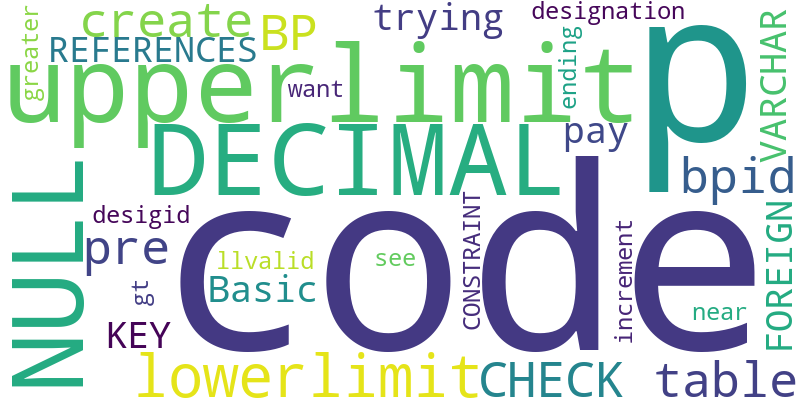 greater
create
BP
trying
designation
REFERENCES
upperlimit
want
ending
p
VARCHAR
DECIMAL
pay
bpid
NULL
desigid
pre
code
llvalid
see
CONSTRAINT
increment
FOREIGN
gt
Basic
KEY
near
lowerlimit
CHECK
table